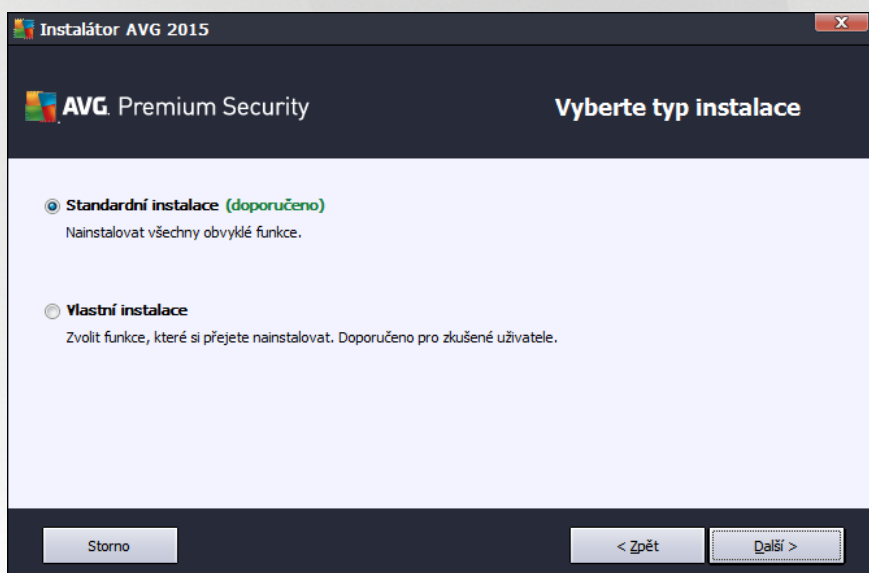 Instalátor AVG 2015
X
AVG. Premium Security
Vyberte typ instalace
Standardní instalace (doporučeno)
Nainstalovat všechny obvyklé funkce.
Vlastní instalace
Zvolit funkce, které si přejete nainstalovat. Doporučeno pro zkušené uživatele.
Storno
< Zpět
Další >